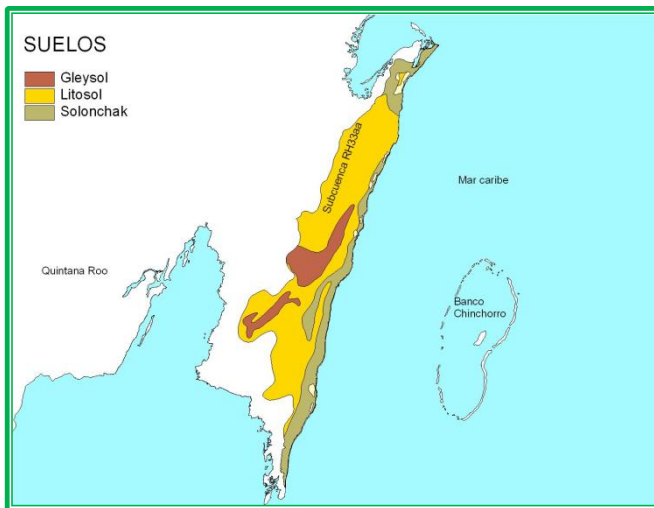 SUELOS
Gleysol
Litosol
Solonchak
Subcuenca RH33aa
Mar caribe
Quintana Roo
Banco
Chinchorro